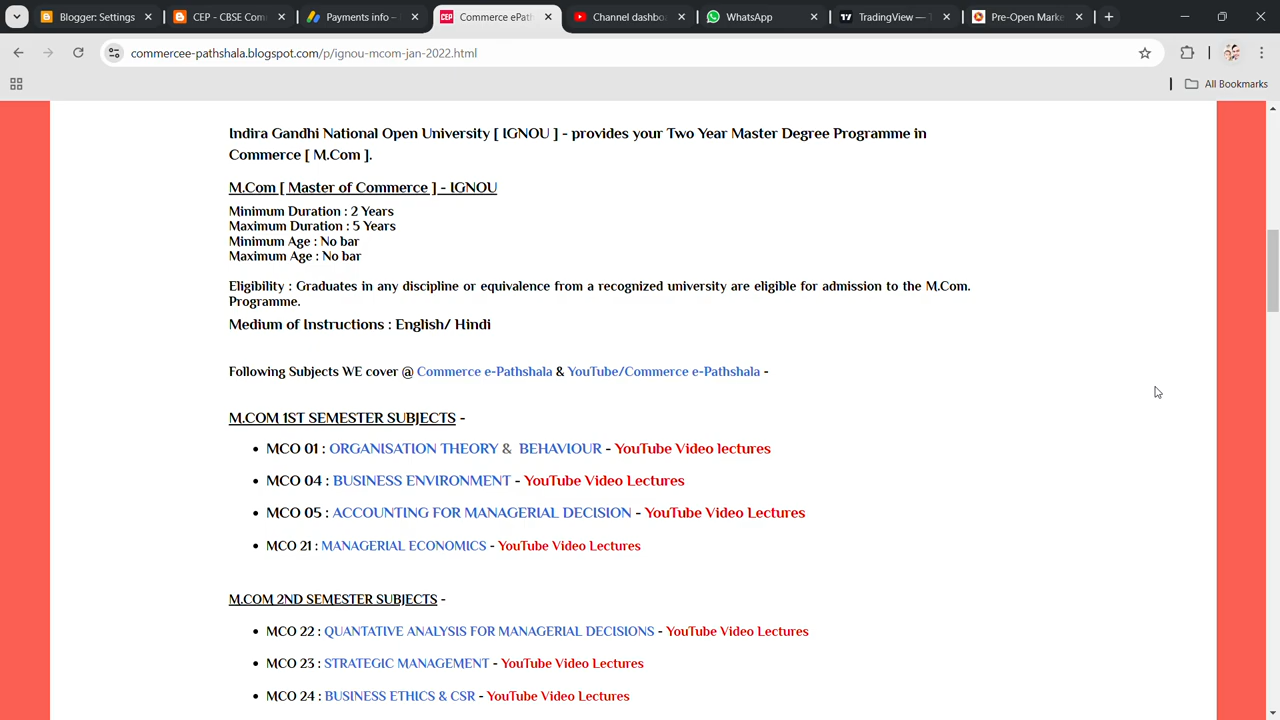 Blogger: Settings
CEP - CBSE Com
Payments info –
Commerce ePath
Channel dashbo
WhatsApp
TradingView —
Pre-Open Marke
commercee-pathshala.blogspot.com/p/ignou-mcom-jan-2022.html
All Bookmarks
Indira Gandhi National Open University [ IGNOU ] - provides your Two Year Master Degree Programme in
Commerce [ M.Com ].
M.Com [ Master of Commerce ] - IGNOU
Minimum Duration : 2 Years
Maximum Duration : 5 Years
Minimum Age : No bar
Maximum Age : No bar
Eligibility : Graduates in any discipline or equivalence from a recognized university are eligible for admission to the M.Com.
Programme.
Medium of Instructions : English/ Hindi
Following Subjects WE cover @ Commerce e-Pathshala & YouTube/Commerce e-Pathshala -
M.COM 1ST SEMESTER SUBJECTS -
• MCO 01 : ORGANISATION THEORY & BEHAVIOUR - YouTube Video lectures
• MCO 04 : BUSINESS ENVIRONMENT - YouTube Video Lectures
• MCO 05 : ACCOUNTING FOR MANAGERIAL DECISION - YouTube Video Lectures
• MCO 21 : MANAGERIAL ECONOMICS - YouTube Video Lectures
M.COM 2ND SEMESTER SUBJECTS -
• MCO 22 : QUANTATIVE ANALYSIS FOR MANAGERIAL DECISIONS - YouTube Video Lectures
• MCO 23 : STRATEGIC MANAGEMENT - YouTube Video Lectures
• MCO 24 : BUSINESS ETHICS & CSR - YouTube Video Lectures